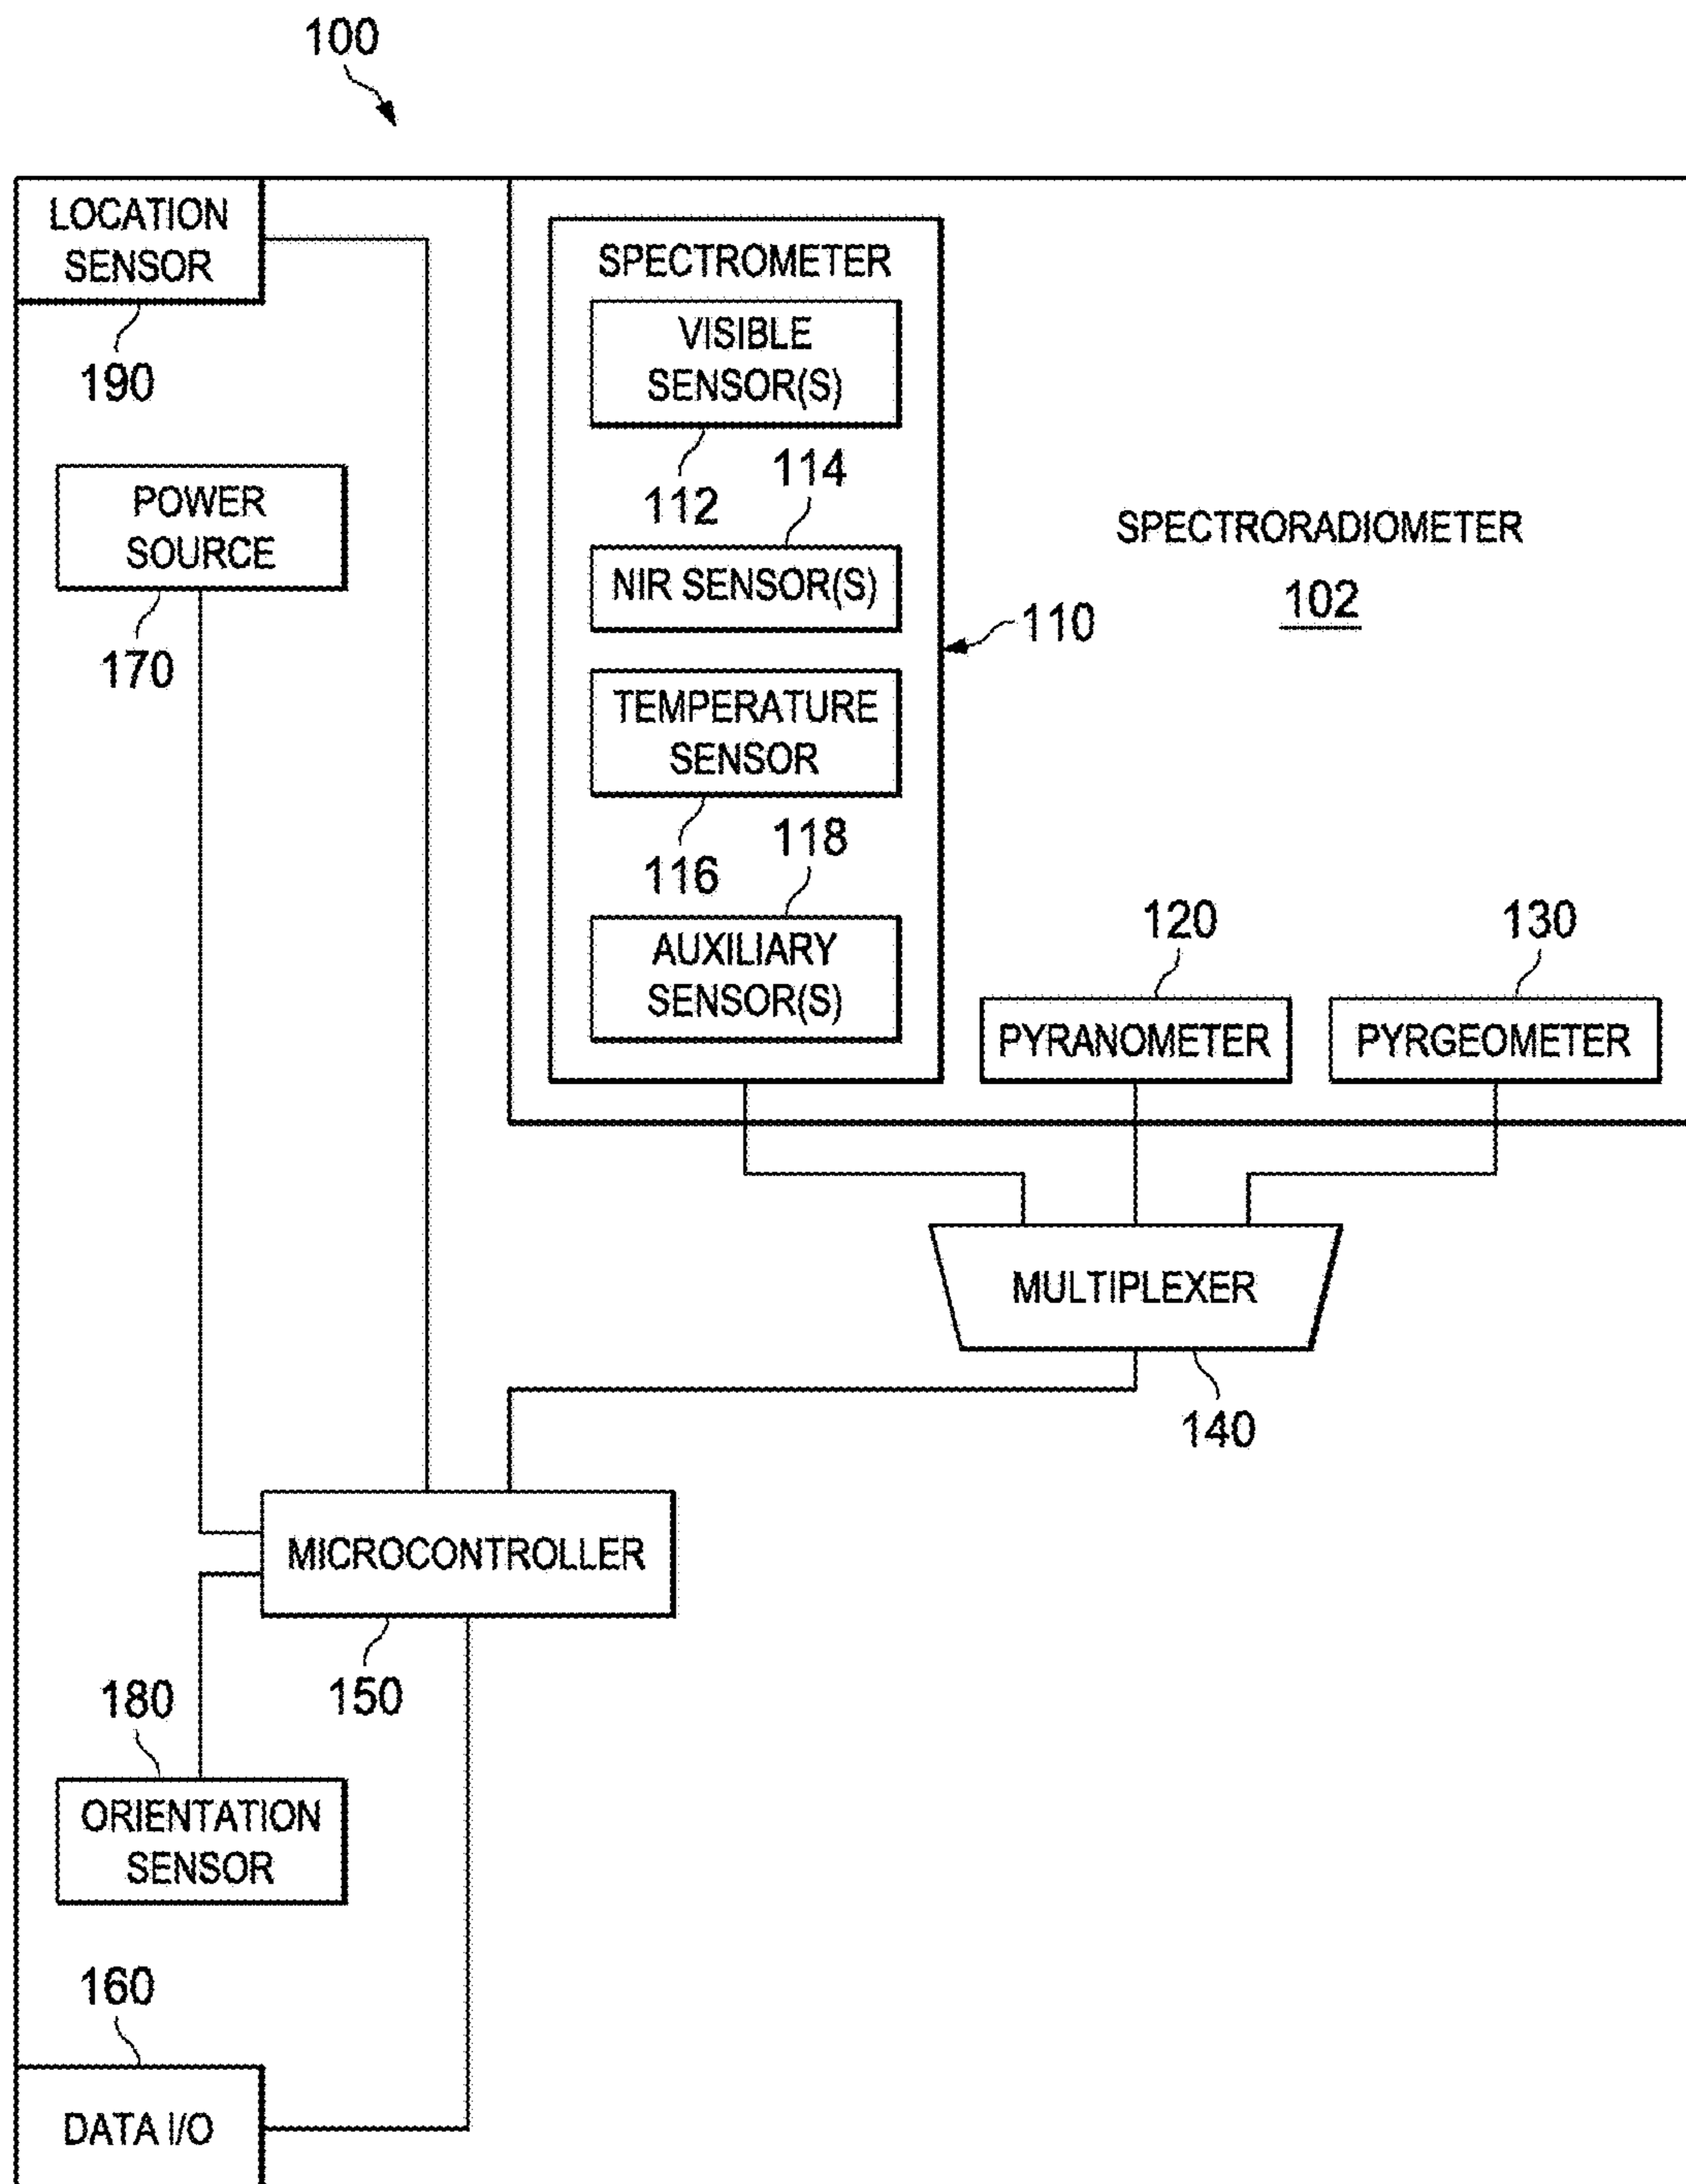 100
LOCATION
SENSOR
190
POWER
SOURCE
170
SPECTROMETER
VISIBLE
SENSOR(S)
112
114
NIR SENSOR(S)
110
TEMPERATURE
SENSOR
116
118
AUXILIARY
SENSOR(S)
SPECTRORADIOMETER
102
120
PYRANOMETER
130
PYRGEOMETER
MULTIPLEXER
140
MICROCONTROLLER
150
180
ORIENTATION
SENSOR
160
DATA I/O